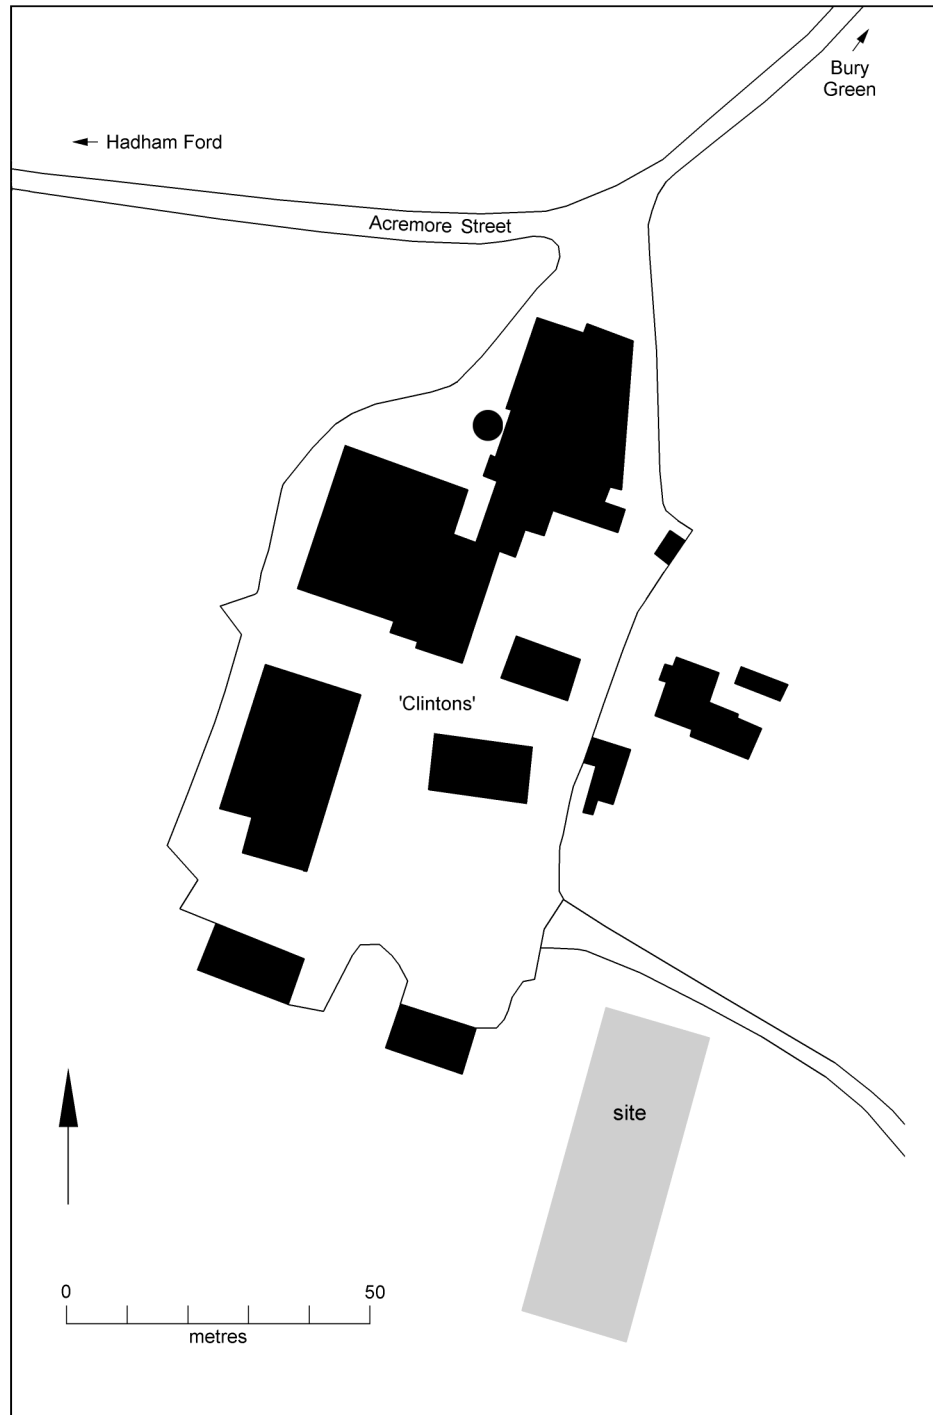 Bury
Green
Hadham Ford
Acremore Street
'Clintons'
site
0 50
metres